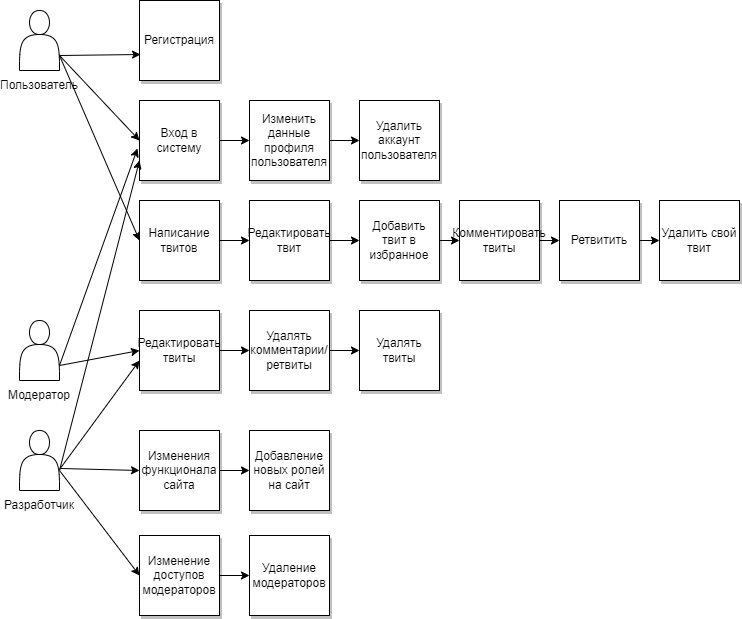 Пользователь
Регистрация
Вход в
систему
Изменить
данные
профиля
пользователя
Удалить
аккаунт
пользователя
Написание
твитов
Редактировать
твит
Добавить
твит в
избранное
Комментировать
твиты
Ретвитить
Удалить свой
твит
Модератор
Редактировать
твиты
Удалять
комментарии/
ретвиты
Удалять
твиты
Разработчик
Изменения
функционала
сайта
Добавление
новых ролей
на сайт
Изменение
доступов
модераторов
Удаление
модераторов